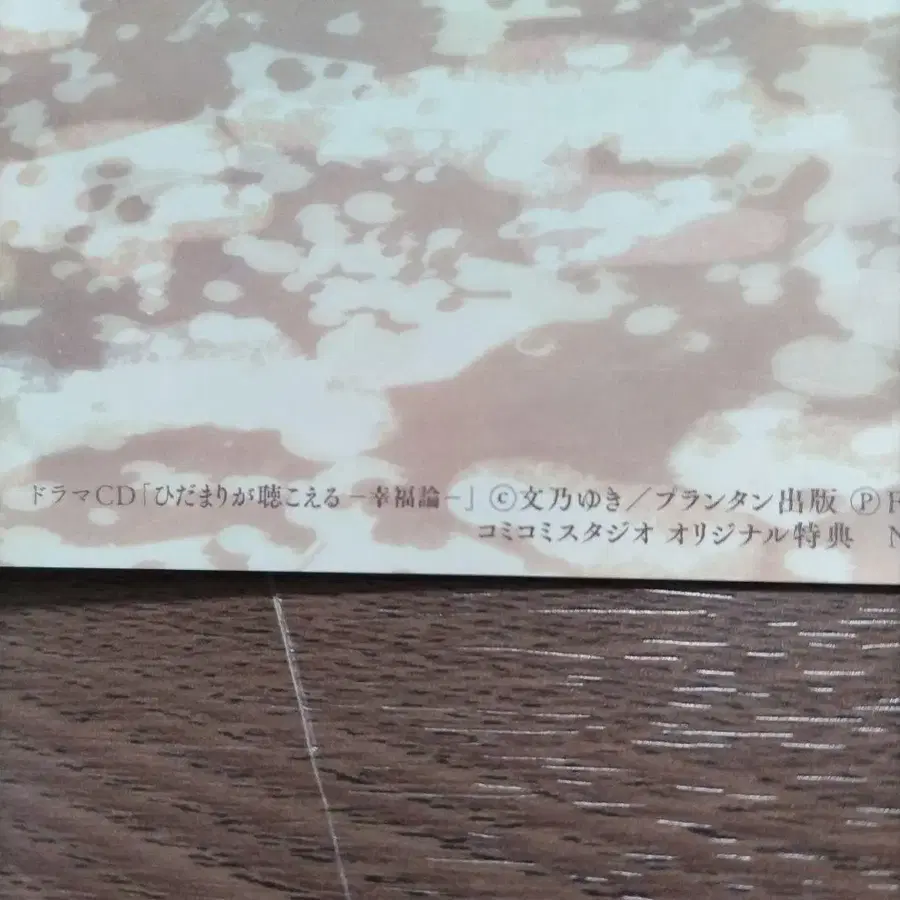 ドラマCD「ひだまりが聴こえる－幸福論－」 ©文乃ゆき／プランタン出版 ℗F
コミコミスタジオ オリジナル特典 N